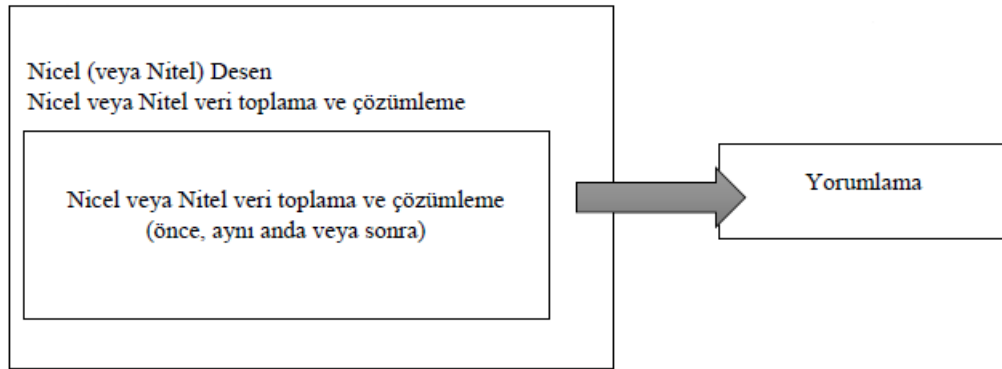 Nicel (veya Nitel) Desen
Nicel veya Nitel veri toplama ve çözümleme
Nicel veya Nitel veri toplama ve çözümleme
(önce, aynı anda veya sonra)
Yorumlama